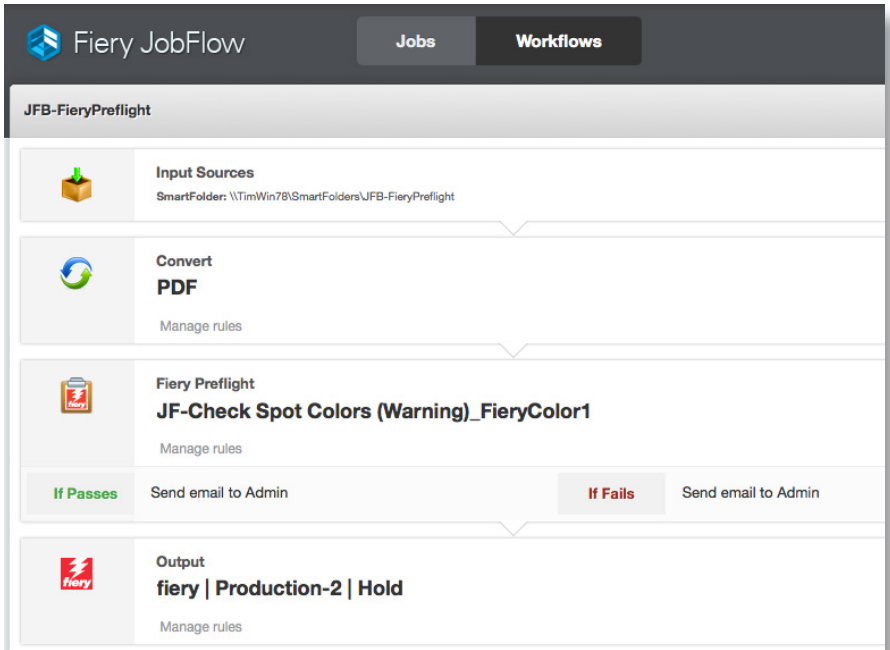 Fiery JobFlow
Jobs
Workflows
JFB-FieryPreflight
Input Sources
SmartFolder: \\TimWin78\SmartFolders\JFB-FieryPreflight
Convert
PDF
Manage rules
fiery
Fiery Preflight
JF-Check Spot Colors (Warning)_FieryColor1
Manage rules
If Passes
Send email to Admin
If Fails
Send email to Admin
fiery
Output
fiery | Production-2 | Hold
Manage rules